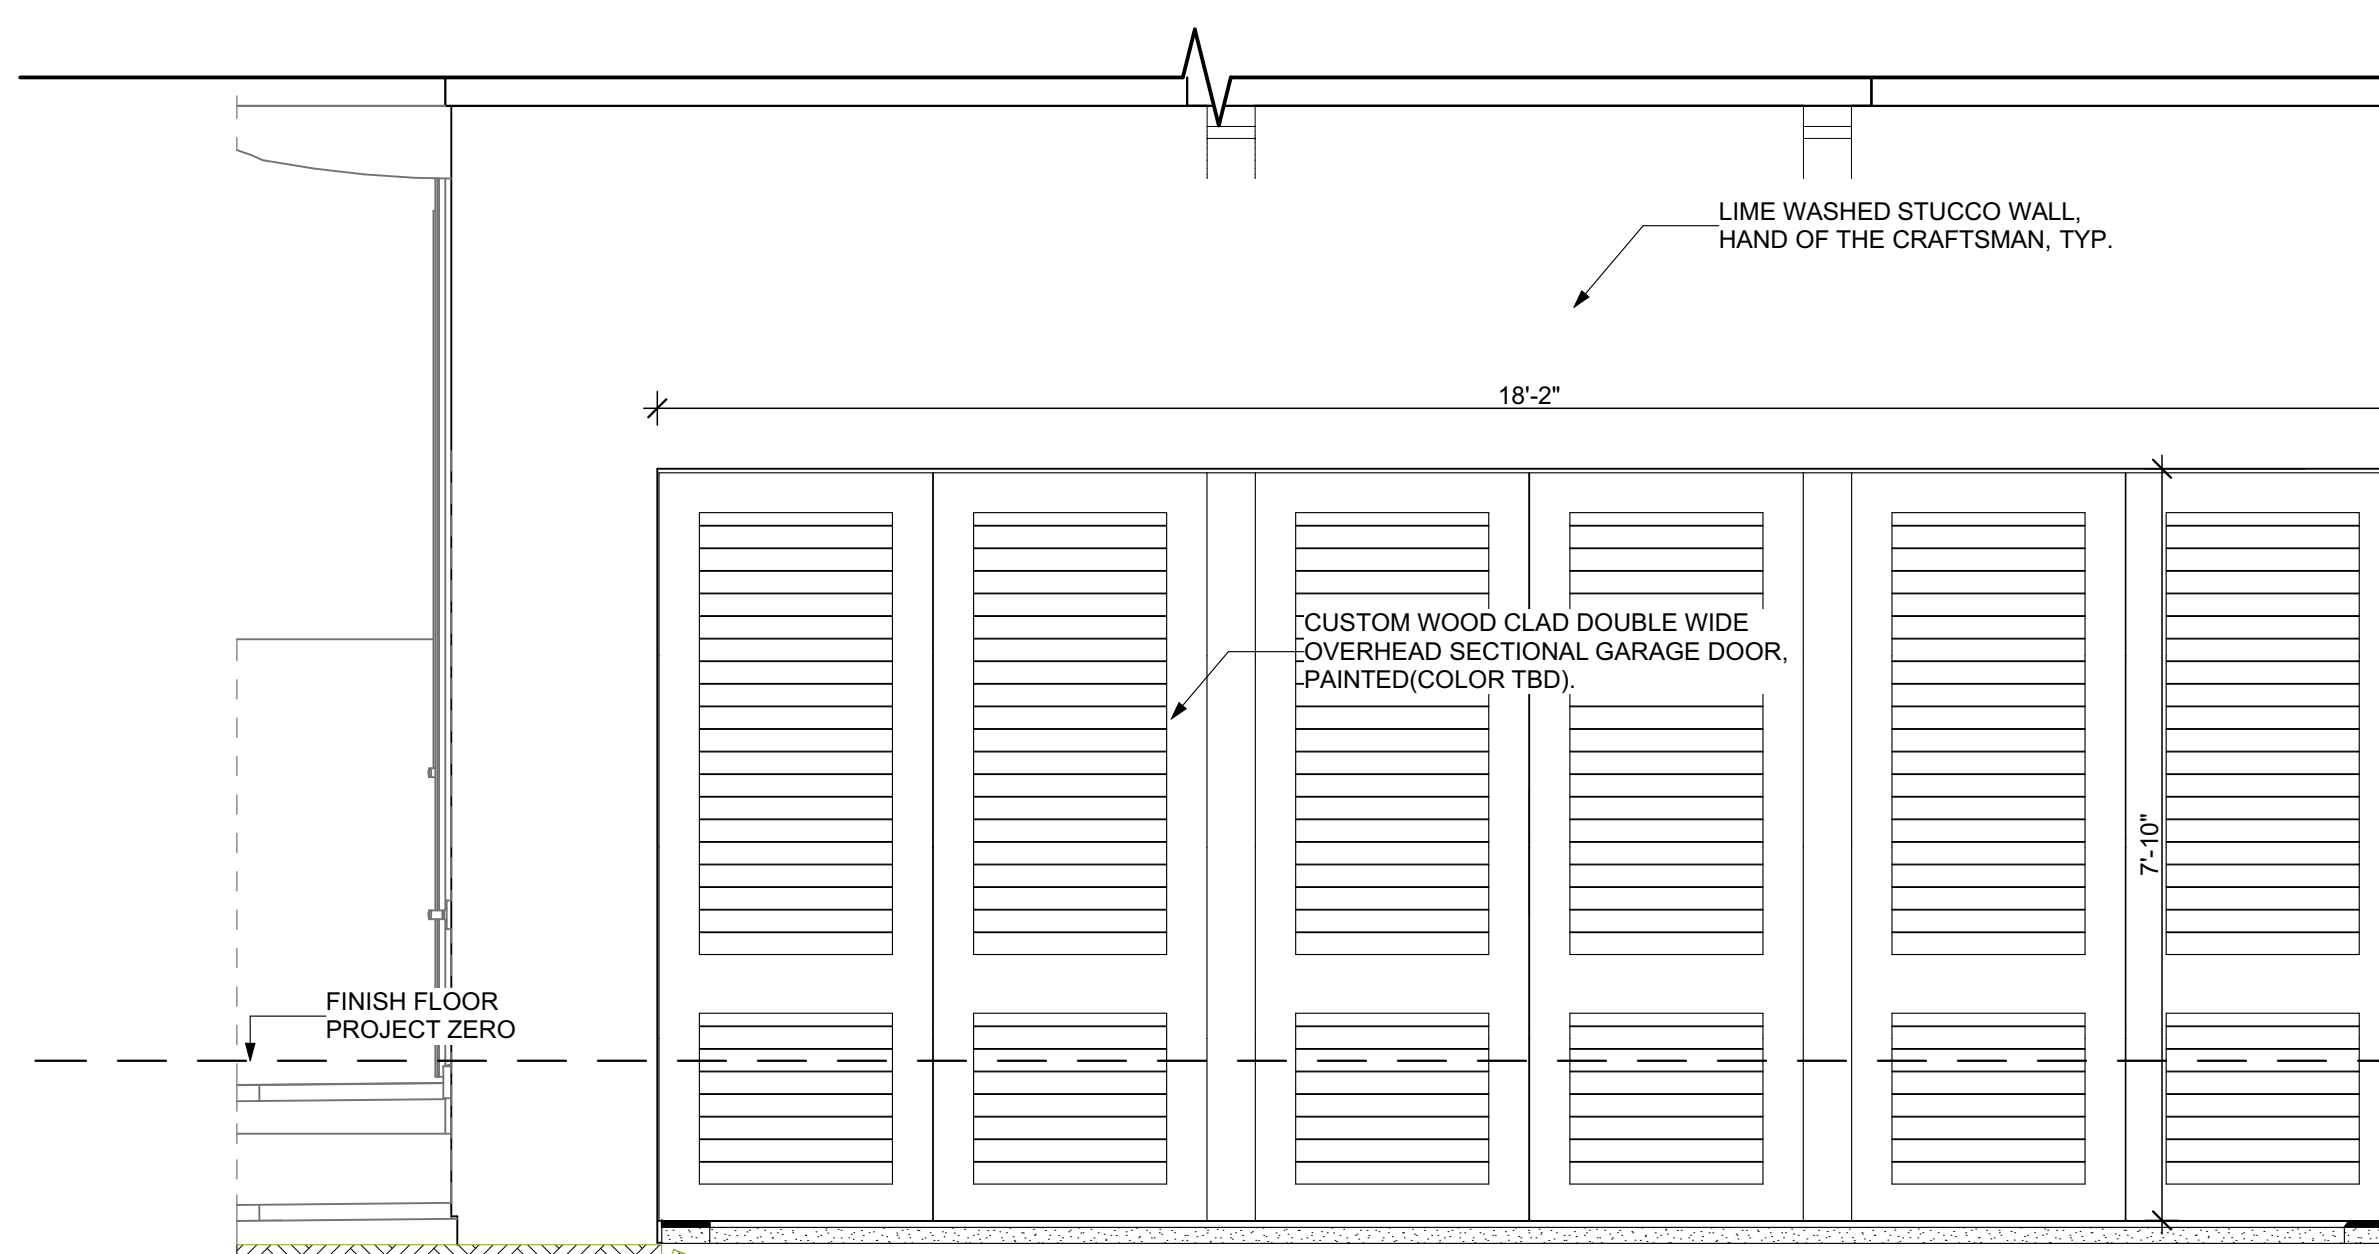 LIME WASHED STUCCO WALL,
HAND OF THE CRAFTSMAN, TYP.
18'-2"
CUSTOM WOOD CLAD DOUBLE WIDE
OVERHEAD SECTIONAL GARAGE DOOR,
PAINTED(COLOR TBD).
7'-10"
FINISH FLOOR
PROJECT ZERO